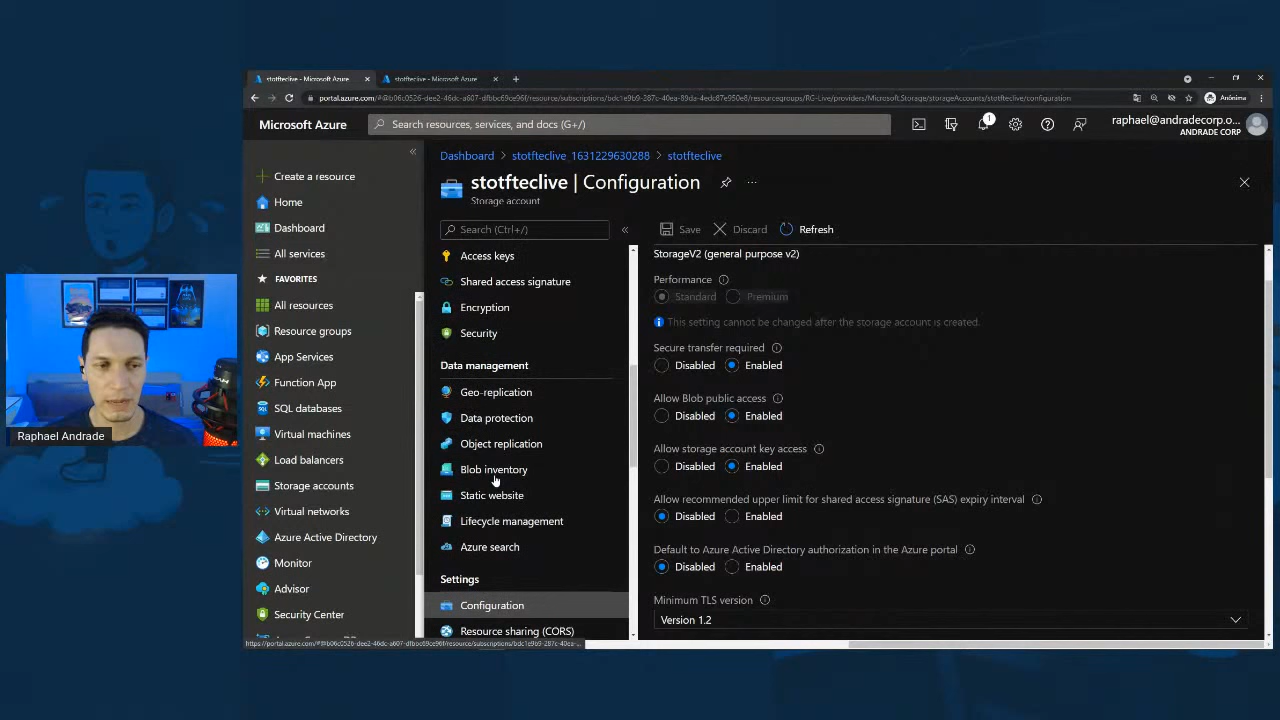 stotfteclive - Microsoft Azure
stotfteclive - Microsoft Azure
Anônima
Microsoft Azure
Search resources, services, and docs (G+/)
1
raphael@andradecorp.o...
ANDRADE CORP
Create a resource
Home
Dashboard
All services
FAVORITES
All resources
Resource groups
App Services
Function App
SQL databases
Virtual machines
Load balancers
Storage accounts
Virtual networks
Azure Active Directory
Monitor
Advisor
Security Center
Dashboard > stotfteclive_1631229630288 > stotfteclive
stotfteclive | Configuration
Storage account
Search (Ctrl+/)
Access keys
Shared access signature
Encryption
Security
Data management
Geo-replication
Data protection
Object replication
Blob inventory
Static website
Lifecycle management
Azure search
Settings
Configuration
Resource sharing (CORS)
Save Discard Refresh
StorageV2 (general purpose v2)
Performance
Standard Premium
This setting cannot be changed after the storage account is created.
Secure transfer required
Disabled Enabled
Allow Blob public access
Disabled Enabled
Allow storage account key access
Disabled Enabled
Allow recommended upper limit for shared access signature (SAS) expiry interval
Disabled Enabled
Default to Azure Active Directory authorization in the Azure portal
Disabled Enabled
Minimum TLS version
Version 1.2
Raphael Andrade